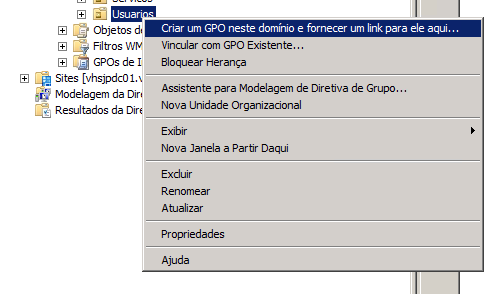 Serviços
Usuarios
Criar um GPO neste domínio e fornecer um link para ele aqui...
Objetos de
Vincular com GPO Existente...
Filtros WM
Bloquear Herança
GPOs de I
Sites [vhsjpdc01.v
Assistente para Modelagem de Diretiva de Grupo...
Modelagem da Dire
Nova Unidade Organizacional
Resultados da Dire
Exibir
Nova Janela a Partir Daqui
Excluir
Renomear
Atualizar
Propriedades
Ajuda